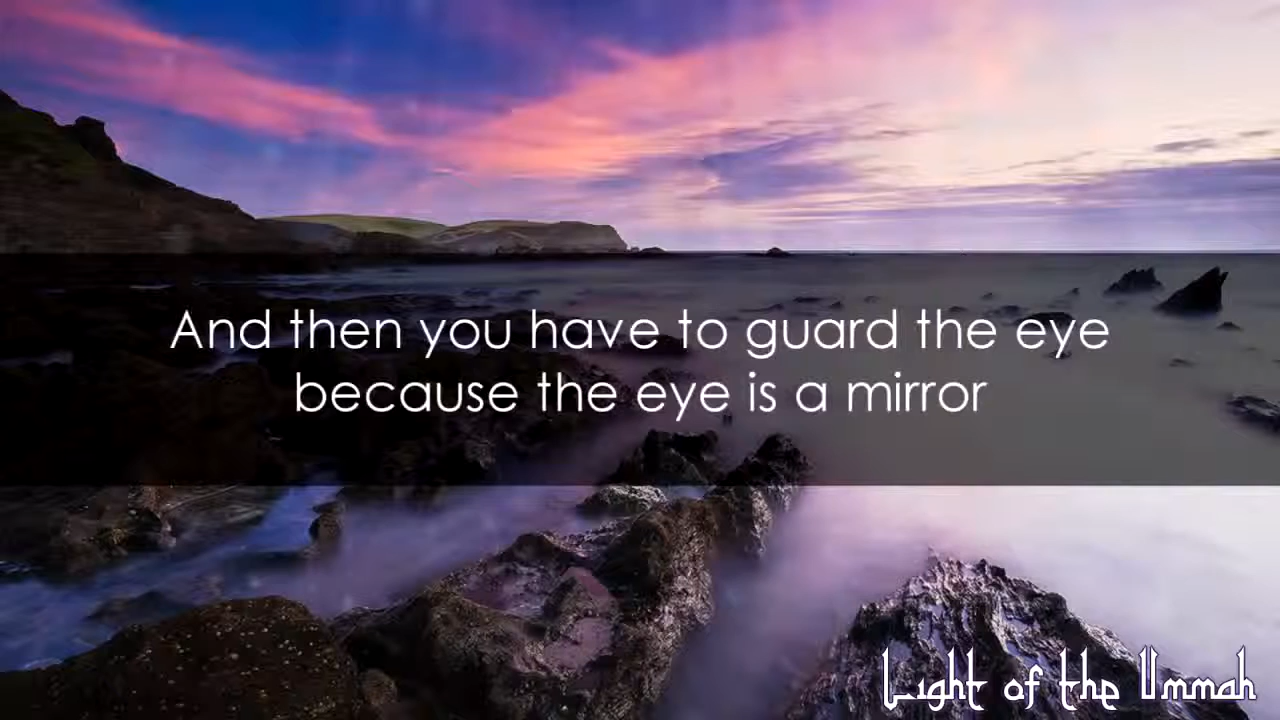 And then you have to guard the eye
because the eye is a mirror
Light of the Ummah